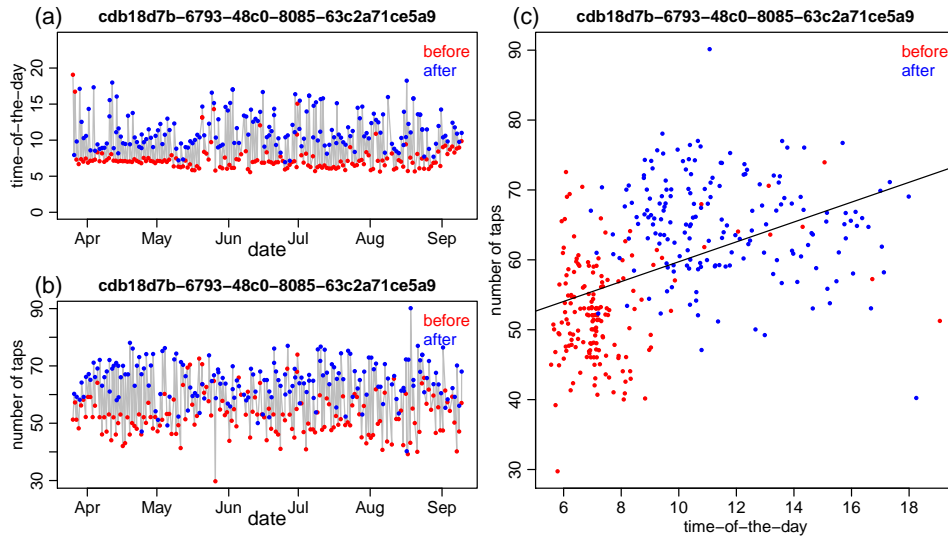 (a)
cdb18d7b−6793−48c0−8085−63c2a71ce5a9
time−of−the−day
0
5
10
15
20
before
after
Apr May Jun Jul Aug Sep
date
(b)
cdb18d7b−6793−48c0−8085−63c2a71ce5a9
number of taps
30
50
70
90
before
after
Apr May Jun Jul Aug Sep
date
(c)
cdb18d7b−6793−48c0−8085−63c2a71ce5a9
number of taps
30
40
50
60
70
80
90
before
after
6 8 10 12 14 16 18
time−of−the−day